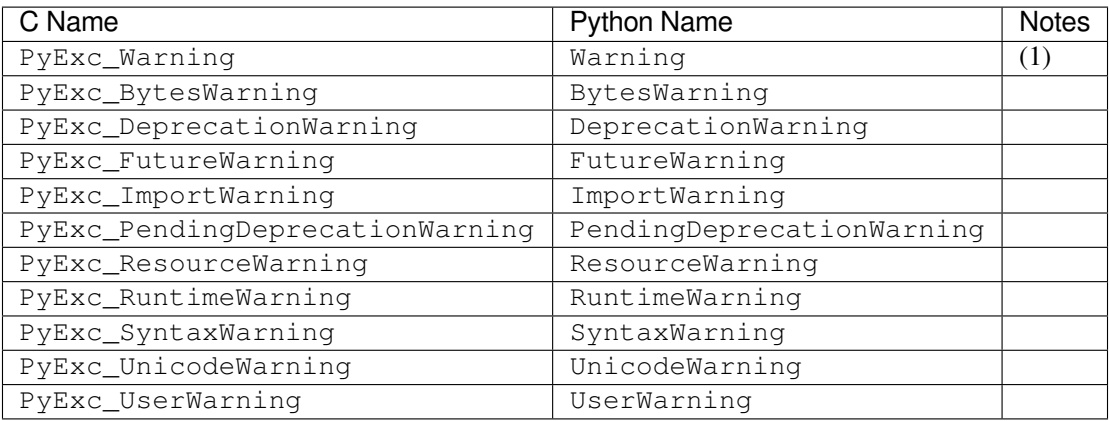 C Name Python Name Notes
PyExc_Warning Warning (1)
PyExc_BytesWarning BytesWarning
PyExc_DeprecationWarning DeprecationWarning
PyExc_FutureWarning FutureWarning
PyExc_ImportWarning ImportWarning
PyExc_PendingDeprecationWarning PendingDeprecationWarning
PyExc_ResourceWarning ResourceWarning
PyExc_RuntimeWarning RuntimeWarning
PyExc_SyntaxWarning SyntaxWarning
PyExc_UnicodeWarning UnicodeWarning
PyExc_UserWarning UserWarning